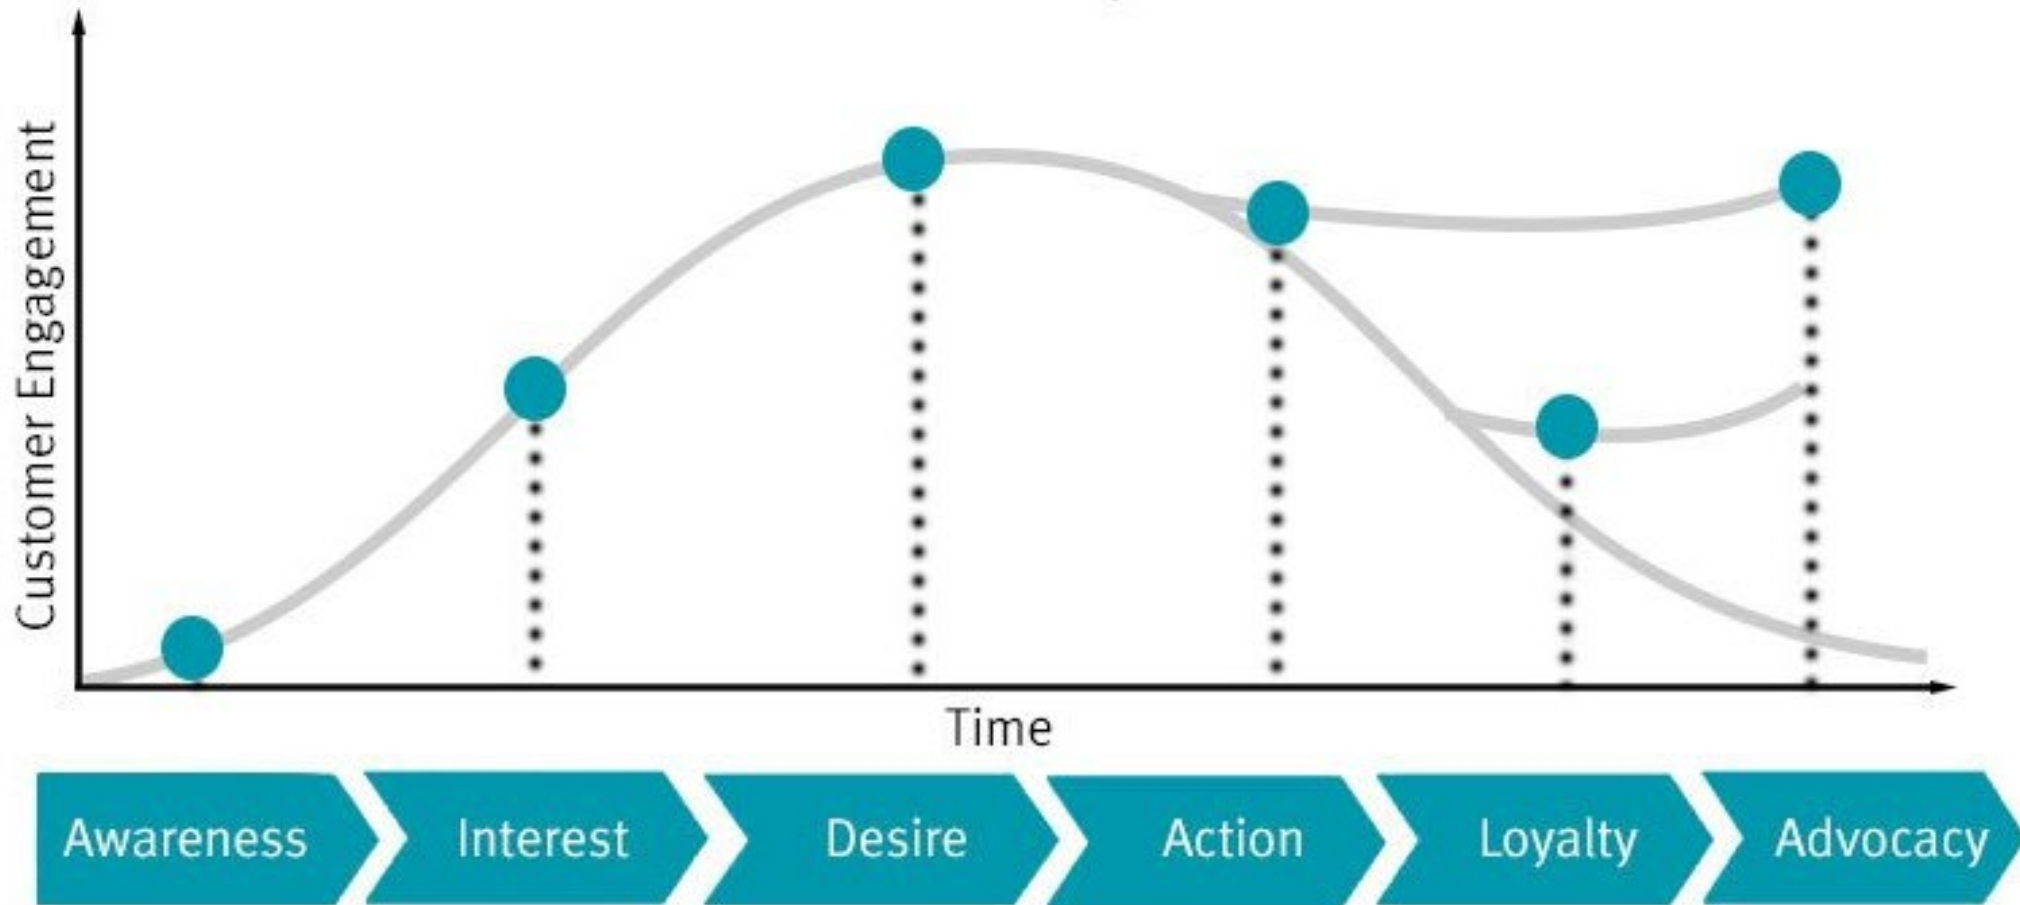 Customer Engagement
Time
Awareness
Interest
Desire
Action
Loyalty
Advocacy